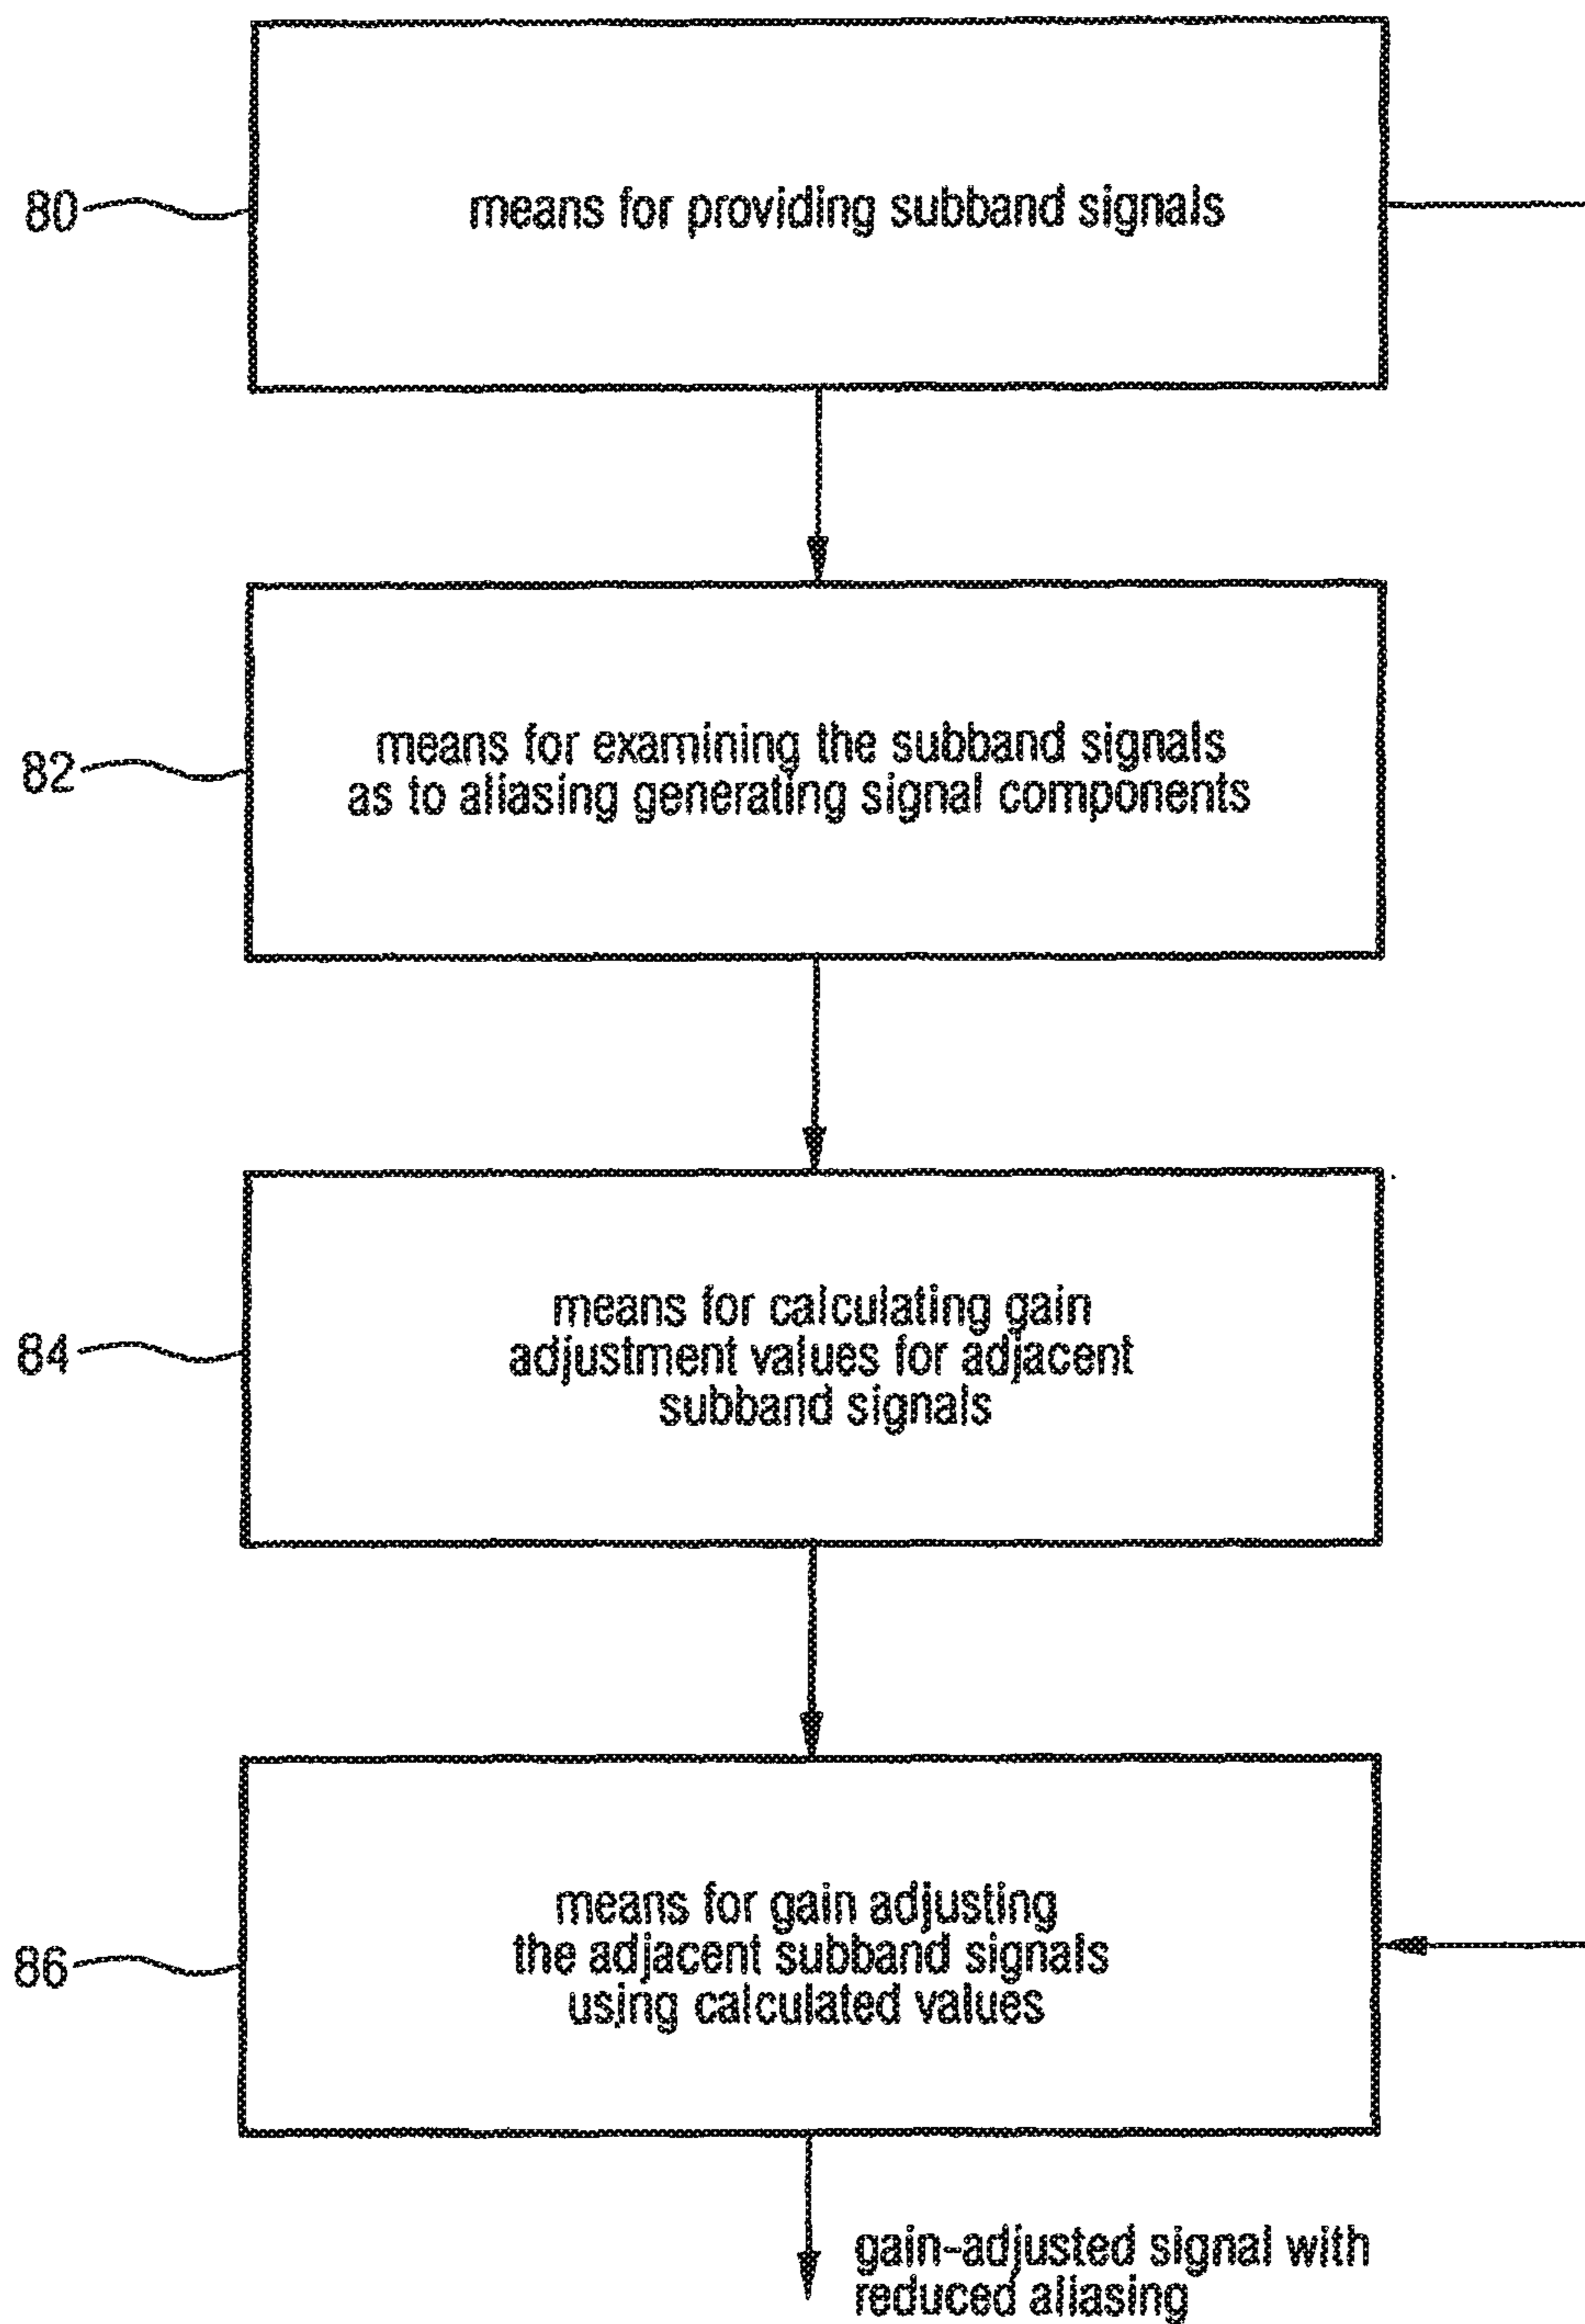 80
means for providing subband signals
82
means for examining the subband signals
as to aliasing generating signal components
84
means for calculating gain
adjustment values for adjacent
subband signals
86
means for gain adjusting
the adjacent subband signals
using calculated values
gain-adjusted signal with
reduced aliasing